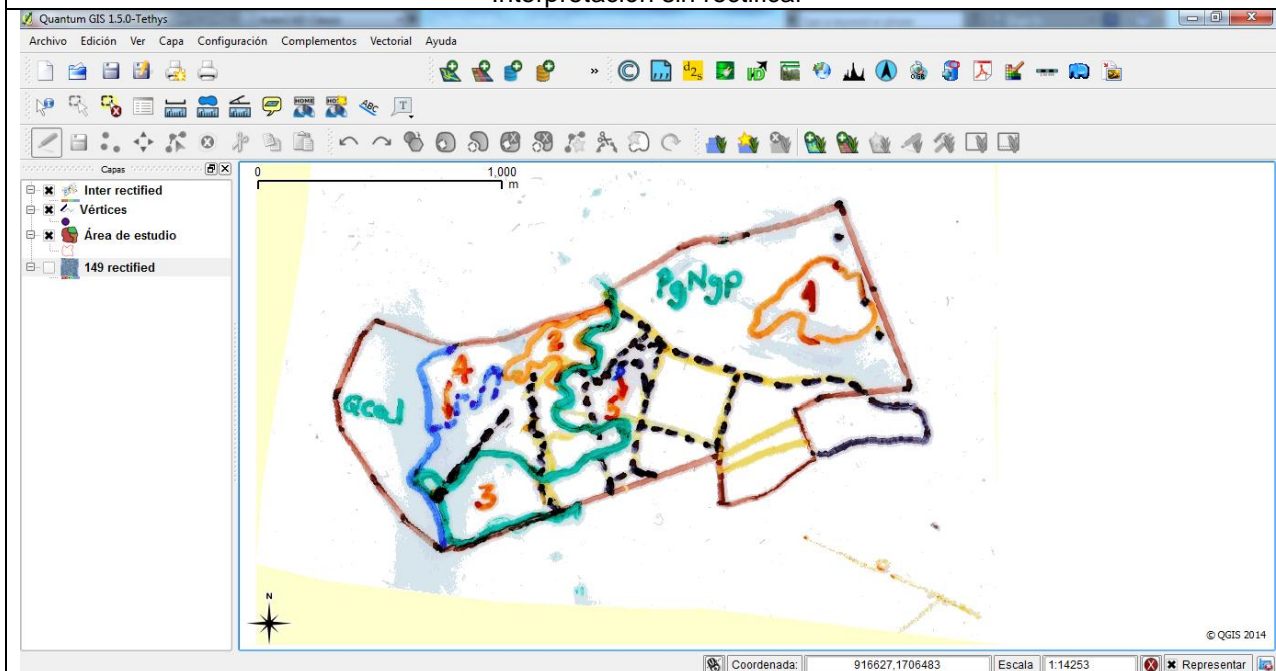 Interpretación sin rectificar
Quantum GIS 1.5.0-Tethys
Archivo Edición Ver Capa Configuración Complementos Vectorial Ayuda
Capas
Inter rectified
Vértices
Área de estudio
149 rectified
0 1,000
m
PgNgp
1
2
4
5
Qcal
3
N
© QGIS 2014
Coordenada: 916627,1706483 Escala 1:14253 Representar